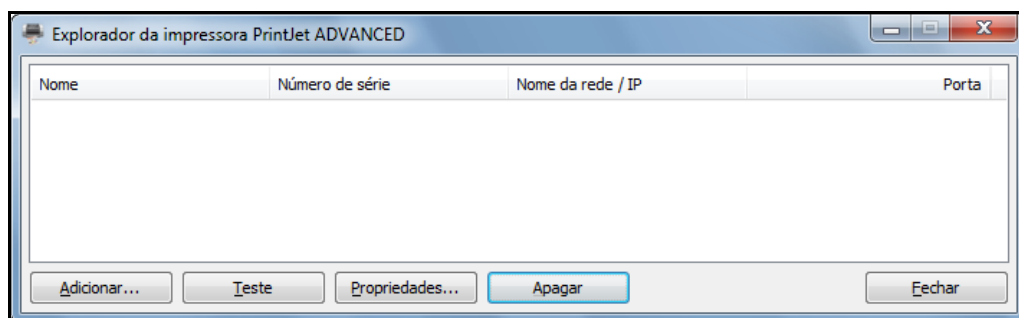 Explorador da impressora PrintJet ADVANCED
Nome Número de série Nome da rede / IP Porta
Adicionar... Teste Propriedades... Apagar Fechar